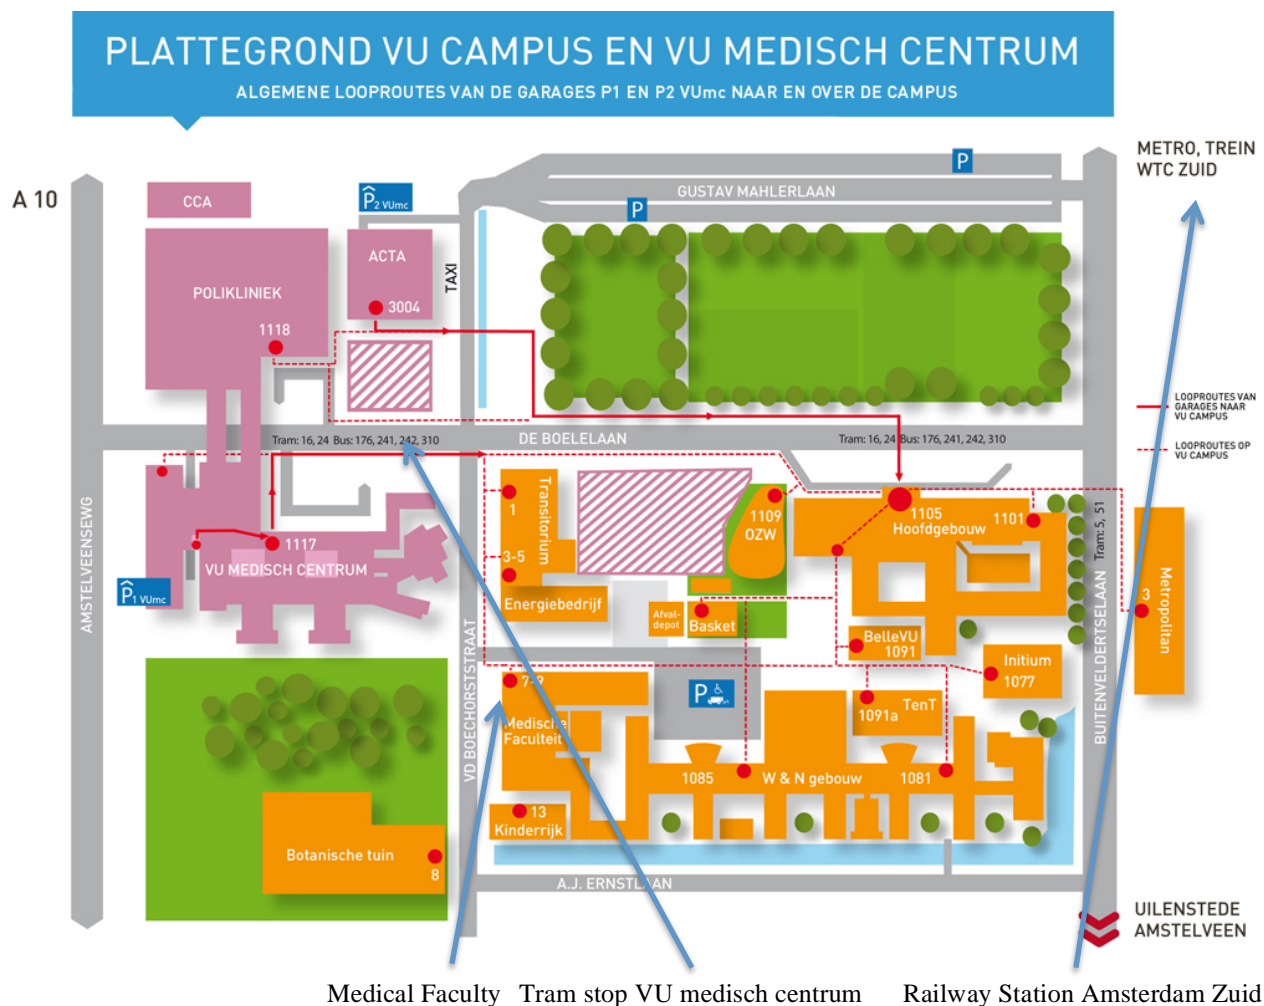 PLATTEGROND VU CAMPUS EN VU MEDISCH CENTRUM
ALGEMENE LOOPROUTES VAN DE GARAGES P1 EN P2 VUmc NAAR EN OVER DE CAMPUS
METRO, TREIN
WTC ZUID
A 10
CCA
P2 VUmc
P
GUSTAV MAHLERLAAN
P
ACTA
TAXI
POLIKLINIEK
3004
1118
LOOPROUTES VAN
GARAGES NAAR
VU CAMPUS
LOOPROUTES OP
VU CAMPUS
Tram: 16, 24 Bus: 176, 241, 242, 310
DE BOELELAAN
Tram: 16, 24 Bus: 176, 241, 242, 310
Transitorium
1
3-5
1109
OZW
1105
Hoofdgebouw
1101
Tram: 5, 51
1117
VU MEDISCH CENTRUM
P1 VUmc
AMSTELVEENSEWG
Energiebedrijf
Afval-
depot
Basket
BelleVU
1091
Initium
1077
3
Metropolitan
BUITENVELDERTSELAAN
VD BOECHORSTSTRAAT
7-9
Medische
Faculteit
P
TenT
1091a
1085
W & N gebouw
1081
13
Kinderrijk
Botanische tuin
8
A.J. ERNSTLAAN
UILENSTEDE
AMSTELVEEN
Medical Faculty Tram stop VU medisch centrum Railway Station Amsterdam Zuid